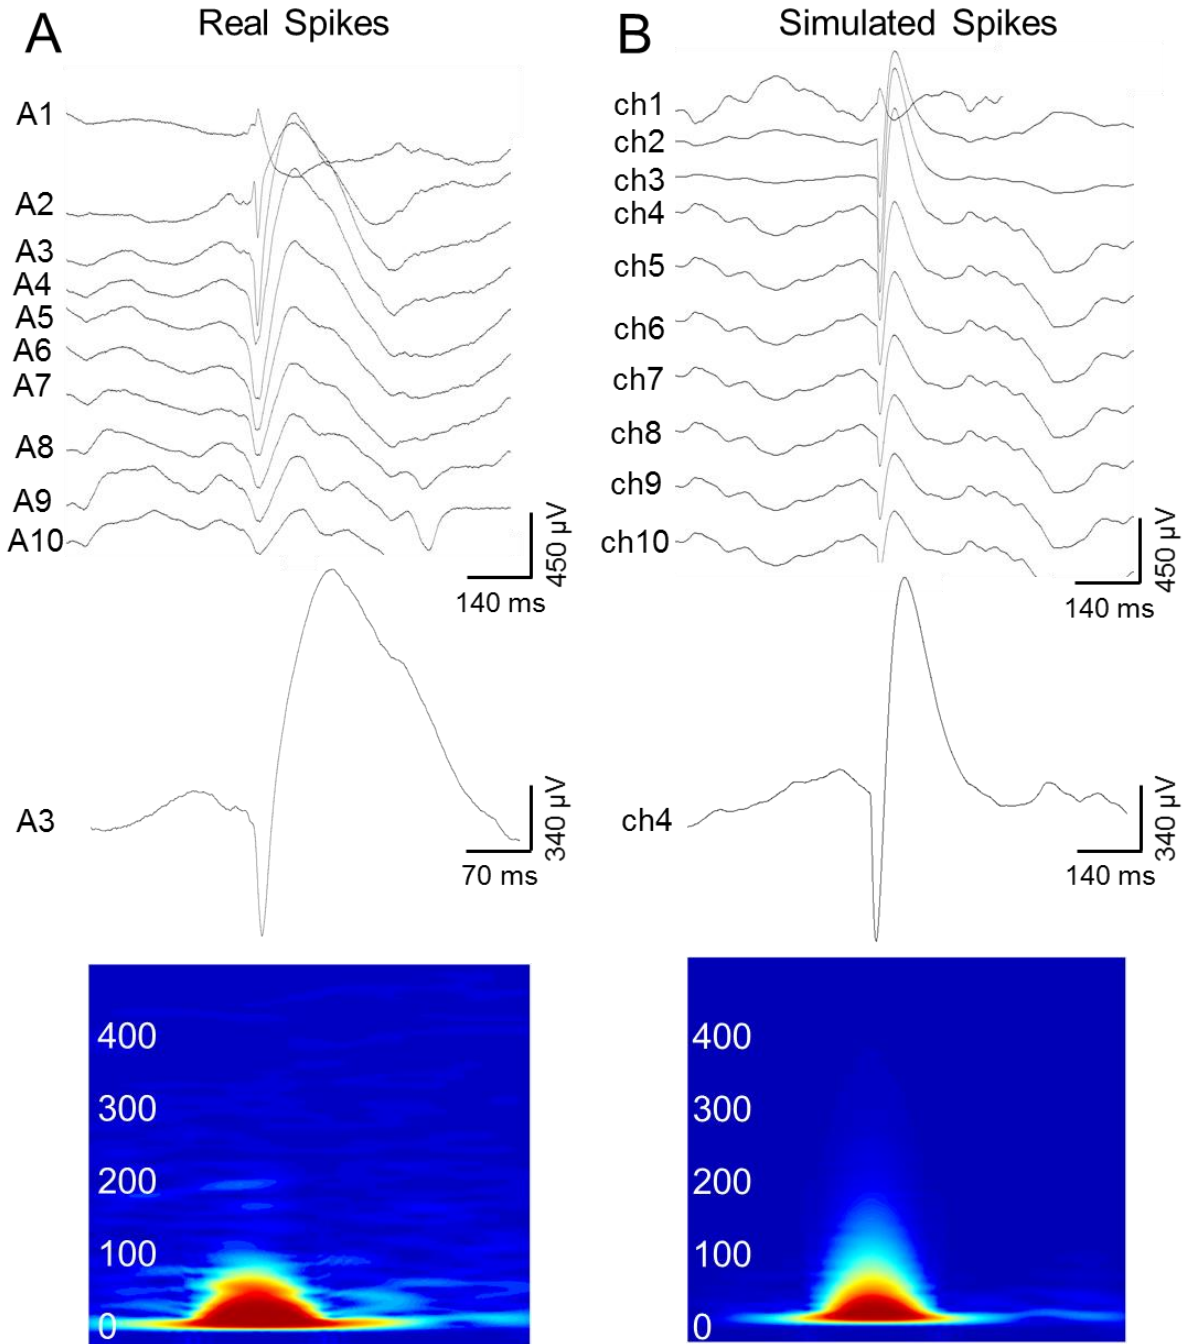 A
Real Spikes
A1
A2
A3
A4
A5
A6
A7
A8
A9
A10
450 µV
140 ms
A3
340 µV
70 ms
400
300
200
100
0
B
Simulated Spikes
ch1
ch2
ch3
ch4
ch5
ch6
ch7
ch8
ch9
ch10
450 µV
140 ms
ch4
340 µV
140 ms
400
300
200
100
0